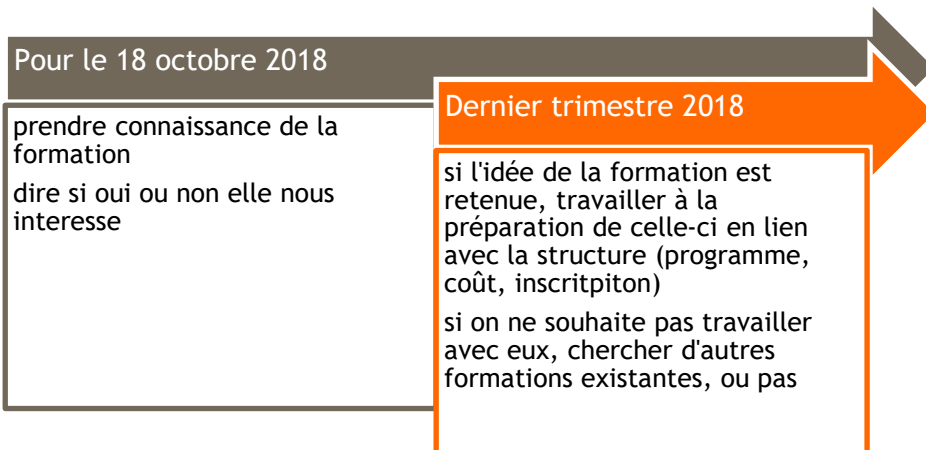 Pour le 18 octobre 2018
prendre connaissance de la
formation
dire si oui ou non elle nous
interesse
Dernier trimestre 2018
si l'idée de la formation est
retenue, travailler à la
préparation de celle-ci en lien
avec la structure (programme,
coût, inscritpiton)
si on ne souhaite pas travailler
avec eux, chercher d'autres
formations existantes, ou pas